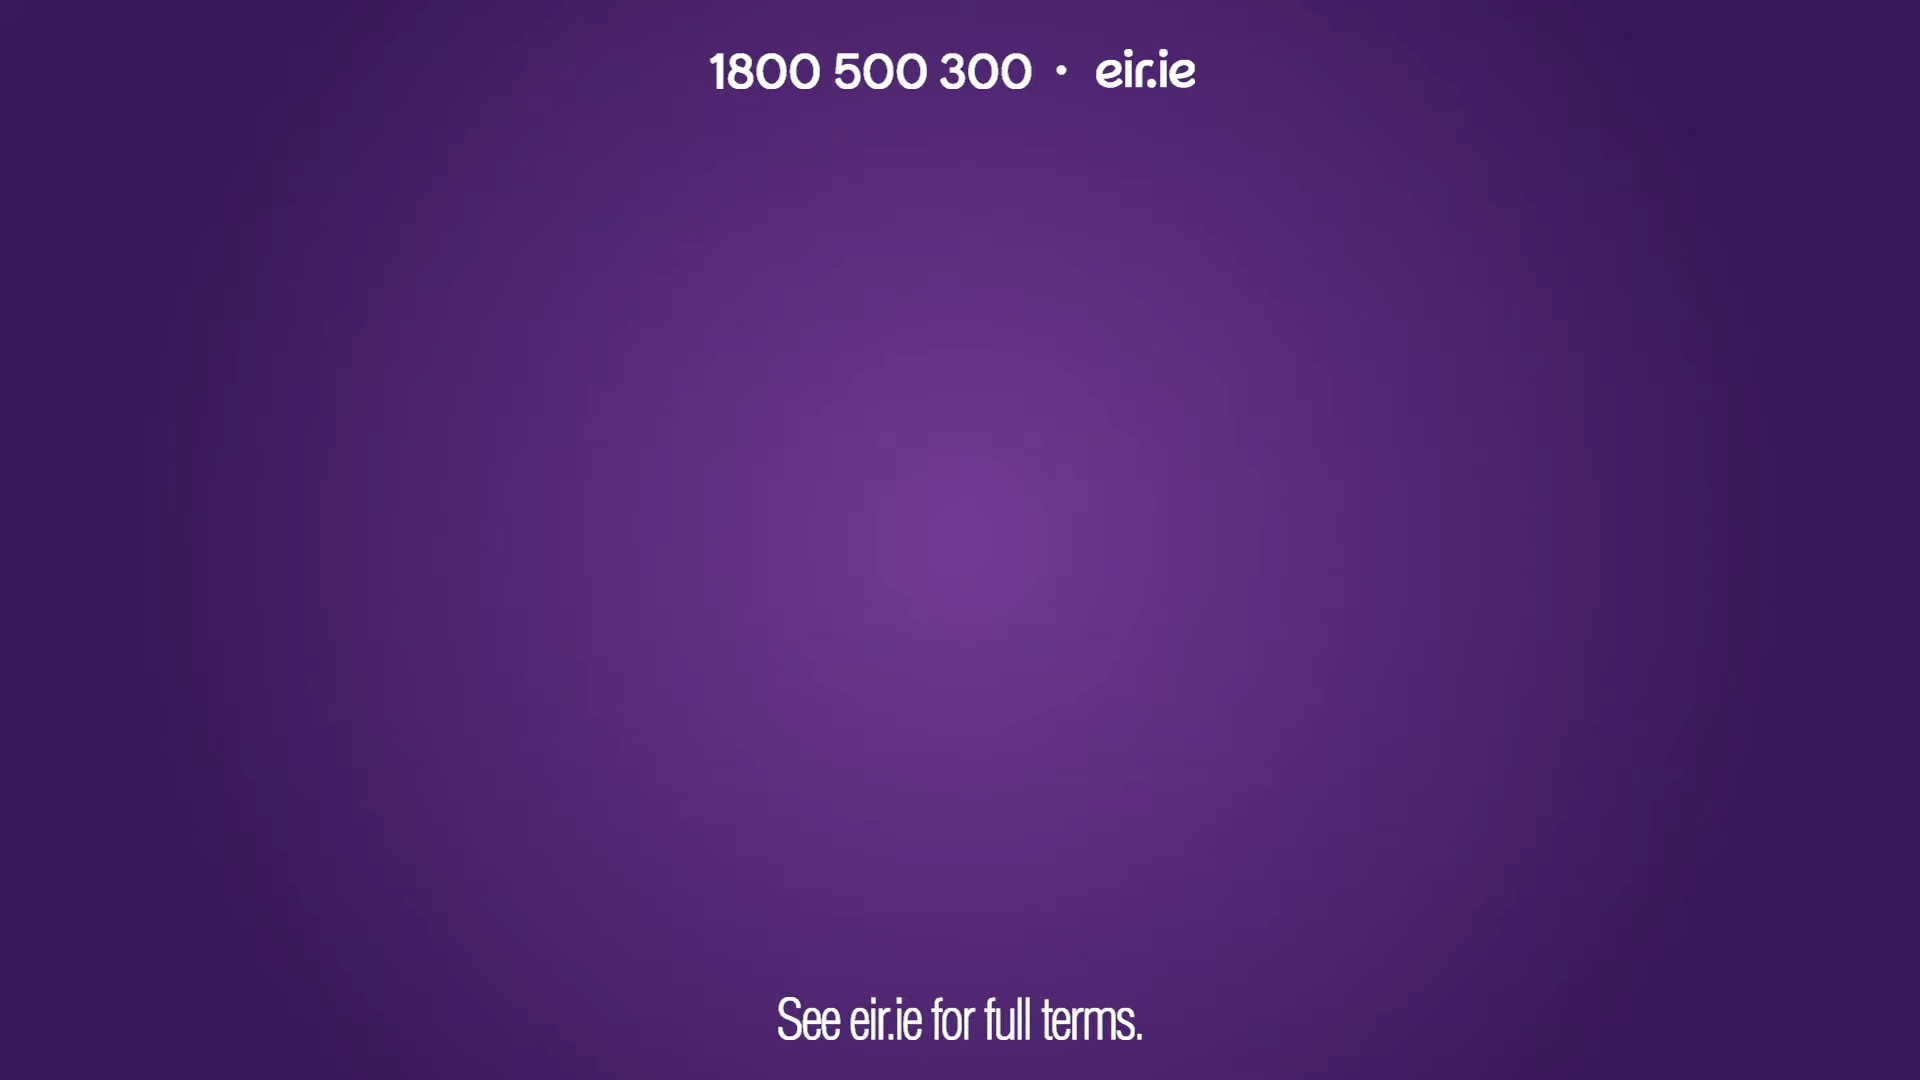 1800 500 300 • eir.ie
See eir.ie for full terms.